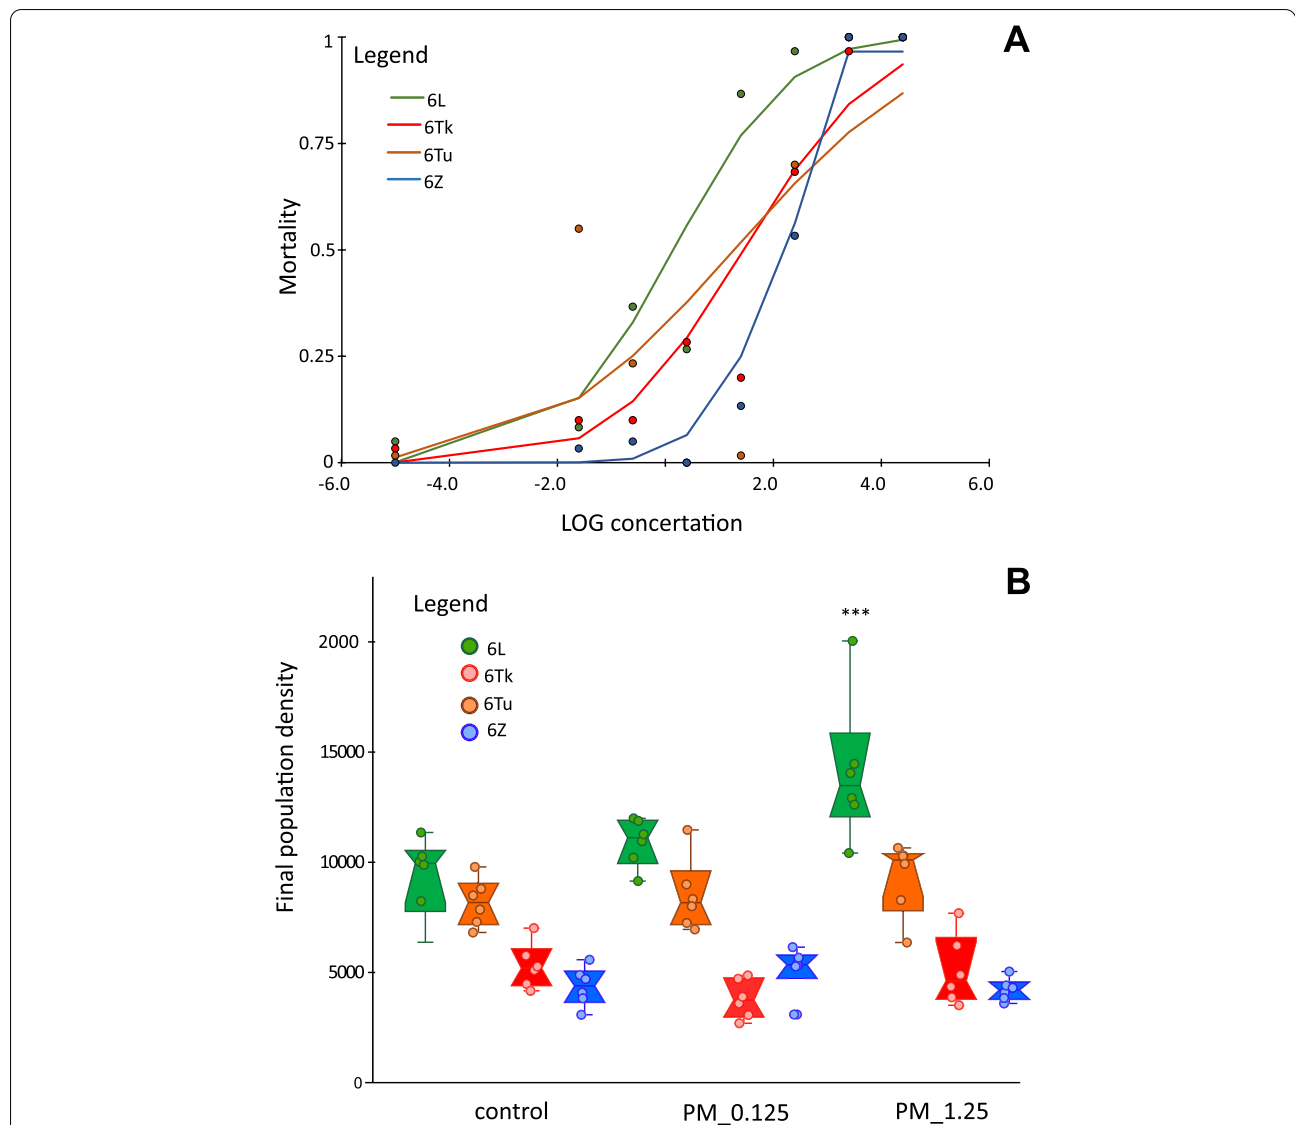 A
Legend
6L
6Tk
6Tu
6Z
Mortality
1
0.75
0.5
0.25
0
-6.0 -4.0 -2.0 2.0 4.0 6.0
LOG concertation
B
Legend
6L
6Tk
6Tu
6Z
***
Final population density
2000
15000
10000
5000
0
control PM_0.125 PM_1.25